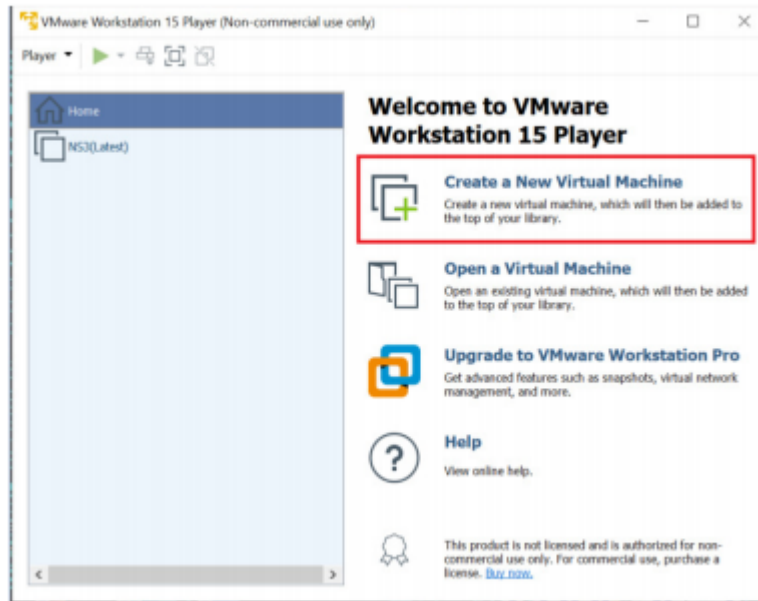 VMware Workstation 15 Player (Non-commercial use only)
Player
Home
NS3(Latest)
Welcome to VMware
Workstation 15 Player
Create a New Virtual Machine
Create a new virtual machine, which will then be added to
the top of your library.
Open a Virtual Machine
Open an existing virtual machine, which will then be added
to the top of your library.
Upgrade to VMware Workstation Pro
Get advanced features such as snapshots, virtual network
management, and more.
Help
View online help.
This product is not licensed and is authorized for non-
commercial use only. For commercial use, purchase a
license. Buy now.